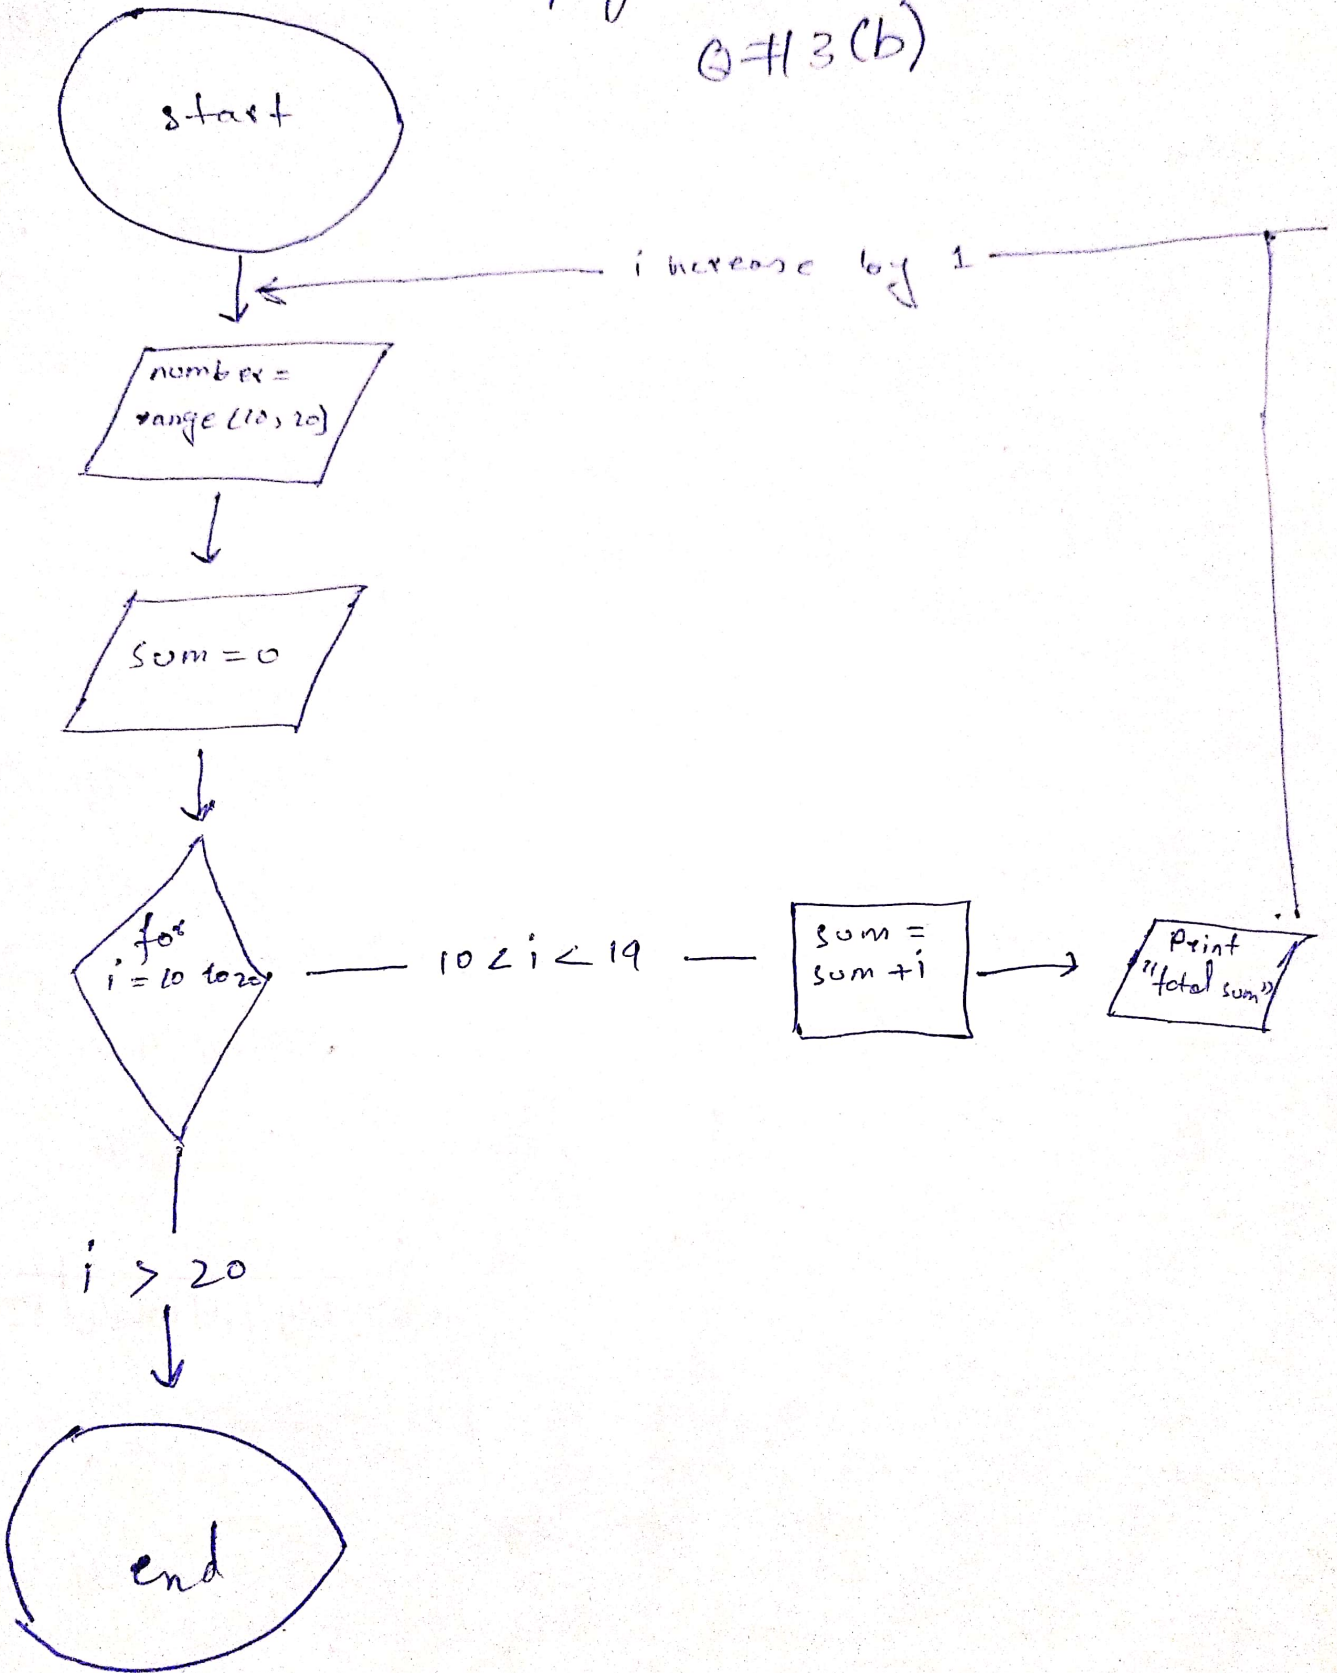 Q#3(b)
start
i increase by 1
number =
range (10, 20)
sum = 0
for
i = 10 to 20
10 < i < 19
sum =
sum + i
Print
"total sum"
i > 20
end